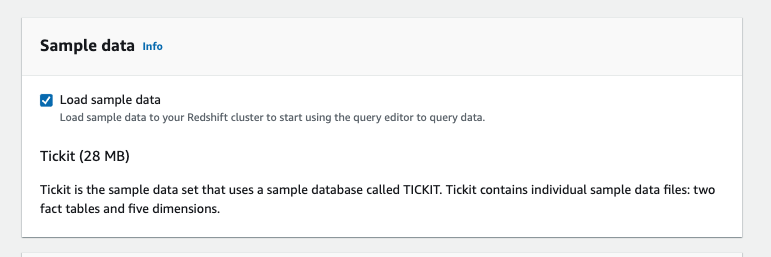 Sample data Info
Load sample data
Load sample data to your Redshift cluster to start using the query editor to query data.
Tickit (28 MB)
Tickit is the sample data set that uses a sample database called TICKIT. Tickit contains individual sample data files: two
fact tables and five dimensions.